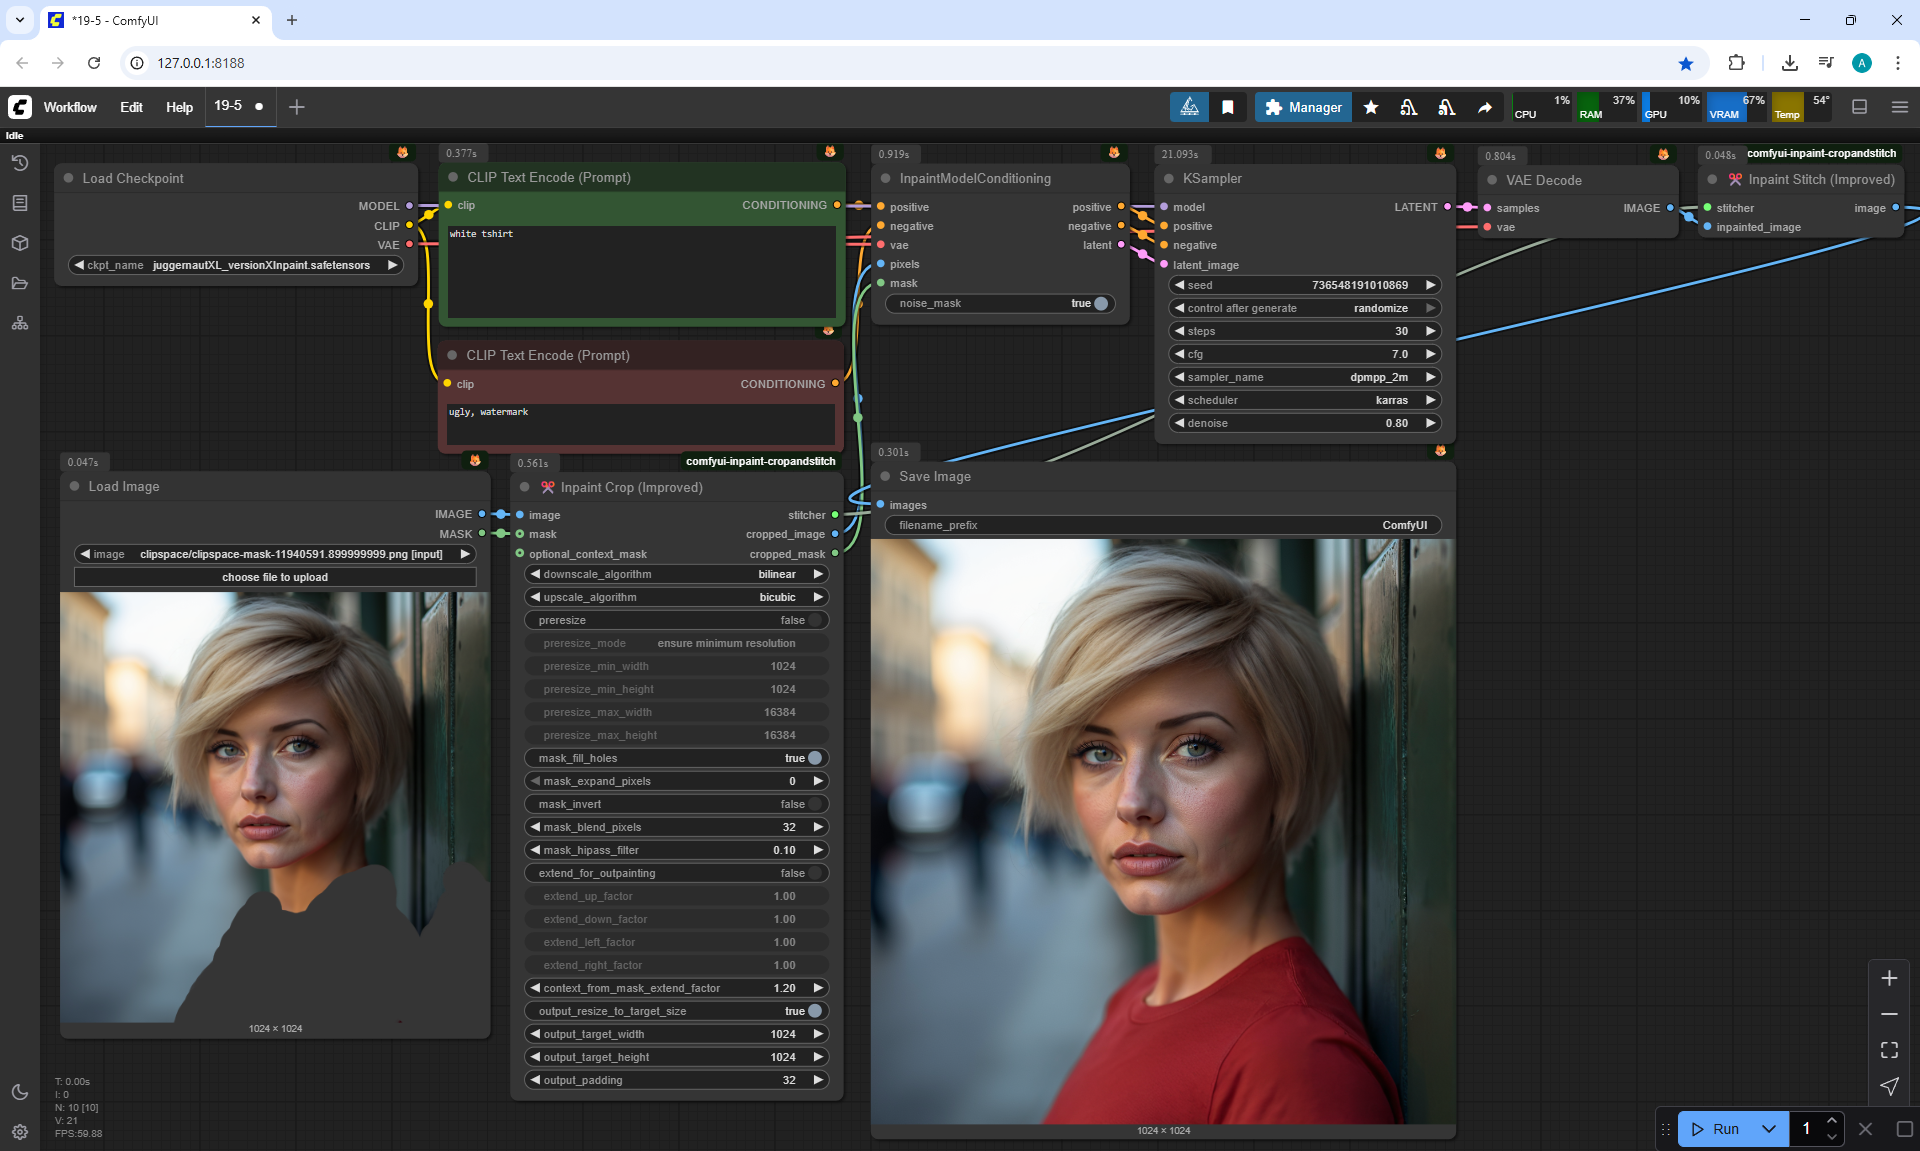 *19-5 - ComfyUI
127.0.0.1:8188
A
Workflow Edit Help 19-5
Manager
CPU 1% RAM 37% GPU 10% VRAM 67% Temp 54°
Idle
Load Checkpoint
MODEL
CLIP
VAE
ckpt_name juggernautXL_versionXInpaint.safetensors
0.377s
CLIP Text Encode (Prompt)
clip CONDITIONING
white tshirt
CLIP Text Encode (Prompt)
clip CONDITIONING
ugly, watermark
0.919s
InpaintModelConditioning
positive positive
negative negative
vae latent
pixels
mask
noise_mask true
21.093s
KSampler
model LATENT
positive
negative
latent_image
seed 736548191010869
control after generate randomize
steps 30
cfg 7.0
sampler_name dpmpp_2m
scheduler karras
denoise 0.80
0.804s
VAE Decode
samples IMAGE
vae
0.048s comfyui-inpaint-cropandstitch
Inpaint Stitch (Improved)
stitcher image
inpainted_image
0.047s
Load Image
IMAGE
MASK
image clipspace/clipspace-mask-11940591.899999999.png [input]
choose file to upload
1024 × 1024
0.561s comfyui-inpaint-cropandstitch
Inpaint Crop (Improved)
image stitcher
mask cropped_image
optional_context_mask cropped_mask
downscale_algorithm bilinear
upscale_algorithm bicubic
preresize false
preresize_mode ensure minimum resolution
preresize_min_width 1024
preresize_min_height 1024
preresize_max_width 16384
preresize_max_height 16384
mask_fill_holes true
mask_expand_pixels 0
mask_invert false
mask_blend_pixels 32
mask_hipass_filter 0.10
extend_for_outpainting false
extend_up_factor 1.00
extend_down_factor 1.00
extend_left_factor 1.00
extend_right_factor 1.00
context_from_mask_extend_factor 1.20
output_resize_to_target_size true
output_target_width 1024
output_target_height 1024
output_padding 32
0.301s
Save Image
images
filename_prefix ComfyUI
1024 × 1024
T: 0.00s
I: 0
N: 10 [10]
V: 21
FPS:59.88
Run 1